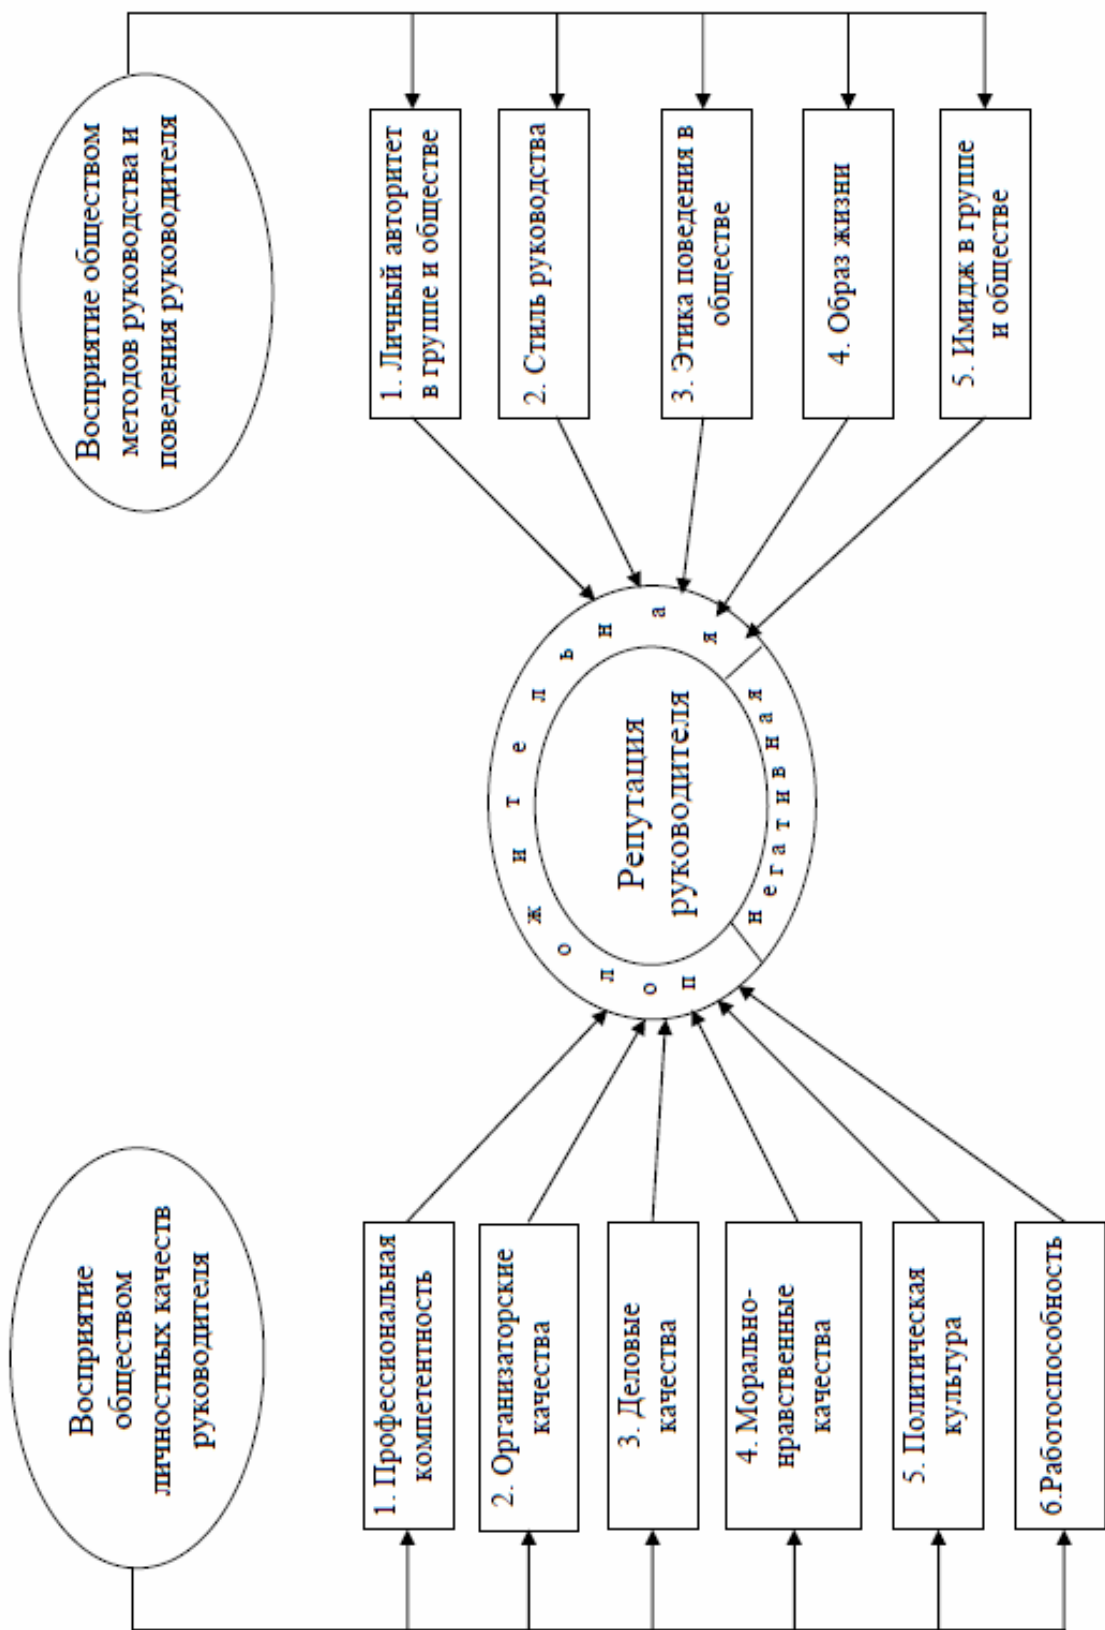 Восприятие
обществом
личностных качеств
руководителя
1. Профессиональная
компетентность
2. Организаторские
качества
3. Деловые
качества
4. Морально-
нравственные
качества
5. Политическая
культура
6.Работоспособность
положительная
Репутация
руководителя
негативная
Восприятие обществом
методов руководства и
поведения руководителя
1. Личный авторитет
в группе и обществе
2. Стиль руководства
3. Этика поведения в
обществе
4. Образ жизни
5. Имидж в группе
и обществе